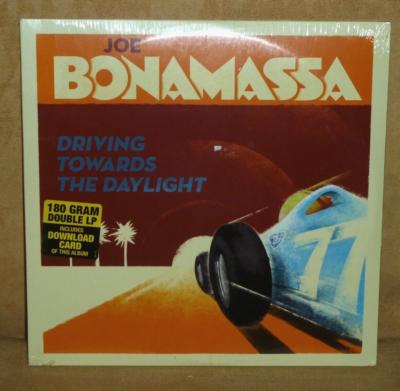 JOE
BONAMASSA
DRIVING
TOWARDS
THE DAYLIGHT
180 GRAM
DOUBLE LP
INCLUDES
DOWNLOAD
CARD
OF THIS ALBUM
77